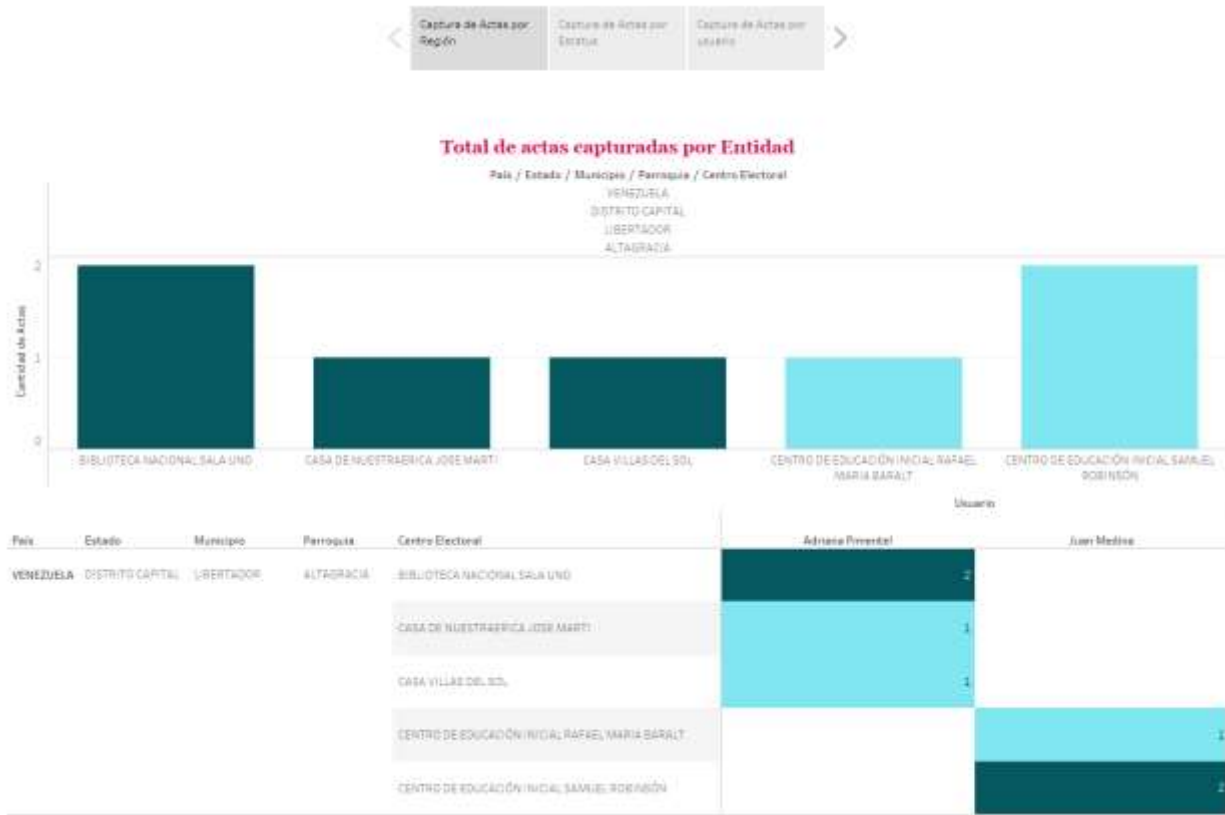 Captura de Actas por
Región
Captura de Actas por
Estatus
Captura de Actas por
usuario
Total de actas capturadas por Entidad
País / Estado / Municipio / Parroquia / Centro Electoral
VENEZUELA
DISTRITO CAPITAL
LIBERTADOR
ALTAGRACIA
Cantidad de Actas
2
1
0
BIBLIOTECA NACIONAL SALA UNO
CASA DE NUESTRAERICA JOSE MARTI
CASA VILLAS DEL SOL
CENTRO DE EDUCACIÓN INICIAL RAFAEL
MARIA BARALT
CENTRO DE EDUCACIÓN INICIAL SAMUEL
ROBINSÓN
Usuario
País Estado Municipio Parroquia Centro Electoral Adriana Pimentel Juan Medina
VENEZUELA DISTRITO CAPITAL LIBERTADOR ALTAGRACIA BIBLIOTECA NACIONAL SALA UNO 2
CASA DE NUESTRAERICA JOSE MARTI 1
CASA VILLAS DEL SOL 1
CENTRO DE EDUCACIÓN INICIAL RAFAEL MARIA BARALT 1
CENTRO DE EDUCACIÓN INICIAL SAMUEL ROBINSÓN 2